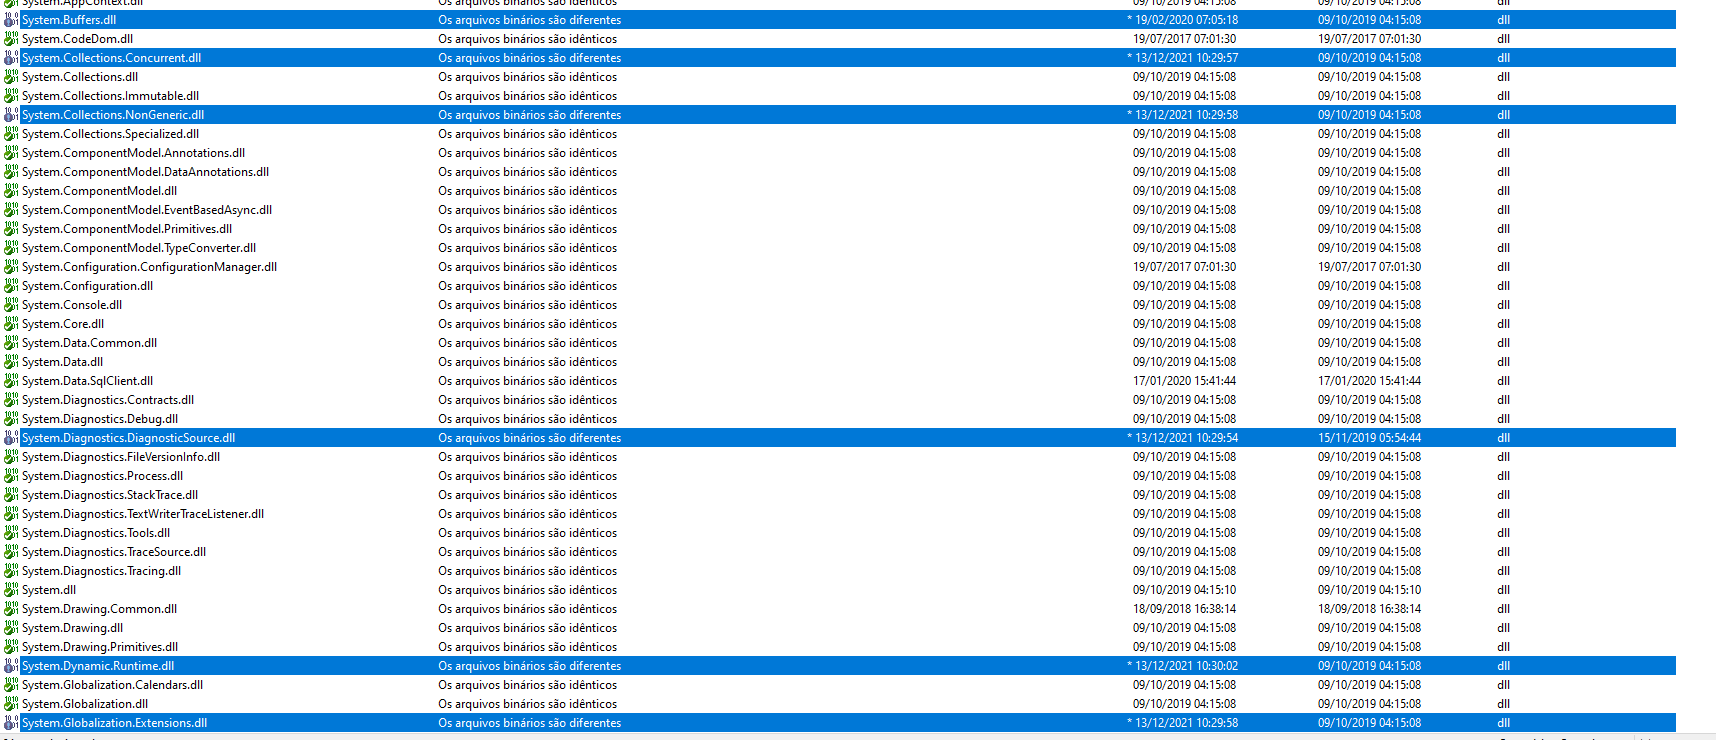 System.AppContext.dll Os arquivos binários são idênticos 09/10/2019 04:15:08 09/10/2019 04:15:08 dll
System.Buffers.dll Os arquivos binários são diferentes * 19/02/2020 07:05:18 09/10/2019 04:15:08 dll
System.CodeDom.dll Os arquivos binários são idênticos 19/07/2017 07:01:30 19/07/2017 07:01:30 dll
System.Collections.Concurrent.dll Os arquivos binários são diferentes * 13/12/2021 10:29:57 09/10/2019 04:15:08 dll
System.Collections.dll Os arquivos binários são idênticos 09/10/2019 04:15:08 09/10/2019 04:15:08 dll
System.Collections.Immutable.dll Os arquivos binários são idênticos 09/10/2019 04:15:08 09/10/2019 04:15:08 dll
System.Collections.NonGeneric.dll Os arquivos binários são diferentes * 13/12/2021 10:29:58 09/10/2019 04:15:08 dll
System.Collections.Specialized.dll Os arquivos binários são idênticos 09/10/2019 04:15:08 09/10/2019 04:15:08 dll
System.ComponentModel.Annotations.dll Os arquivos binários são idênticos 09/10/2019 04:15:08 09/10/2019 04:15:08 dll
System.ComponentModel.DataAnnotations.dll Os arquivos binários são idênticos 09/10/2019 04:15:08 09/10/2019 04:15:08 dll
System.ComponentModel.dll Os arquivos binários são idênticos 09/10/2019 04:15:08 09/10/2019 04:15:08 dll
System.ComponentModel.EventBasedAsync.dll Os arquivos binários são idênticos 09/10/2019 04:15:08 09/10/2019 04:15:08 dll
System.ComponentModel.Primitives.dll Os arquivos binários são idênticos 09/10/2019 04:15:08 09/10/2019 04:15:08 dll
System.ComponentModel.TypeConverter.dll Os arquivos binários são idênticos 09/10/2019 04:15:08 09/10/2019 04:15:08 dll
System.Configuration.ConfigurationManager.dll Os arquivos binários são idênticos 19/07/2017 07:01:30 19/07/2017 07:01:30 dll
System.Configuration.dll Os arquivos binários são idênticos 09/10/2019 04:15:08 09/10/2019 04:15:08 dll
System.Console.dll Os arquivos binários são idênticos 09/10/2019 04:15:08 09/10/2019 04:15:08 dll
System.Core.dll Os arquivos binários são idênticos 09/10/2019 04:15:08 09/10/2019 04:15:08 dll
System.Data.Common.dll Os arquivos binários são idênticos 09/10/2019 04:15:08 09/10/2019 04:15:08 dll
System.Data.dll Os arquivos binários são idênticos 09/10/2019 04:15:08 09/10/2019 04:15:08 dll
System.Data.SqlClient.dll Os arquivos binários são idênticos 17/01/2020 15:41:44 17/01/2020 15:41:44 dll
System.Diagnostics.Contracts.dll Os arquivos binários são idênticos 09/10/2019 04:15:08 09/10/2019 04:15:08 dll
System.Diagnostics.Debug.dll Os arquivos binários são idênticos 09/10/2019 04:15:08 09/10/2019 04:15:08 dll
System.Diagnostics.DiagnosticSource.dll Os arquivos binários são diferentes * 13/12/2021 10:29:54 15/11/2019 05:54:44 dll
System.Diagnostics.FileVersionInfo.dll Os arquivos binários são idênticos 09/10/2019 04:15:08 09/10/2019 04:15:08 dll
System.Diagnostics.Process.dll Os arquivos binários são idênticos 09/10/2019 04:15:08 09/10/2019 04:15:08 dll
System.Diagnostics.StackTrace.dll Os arquivos binários são idênticos 09/10/2019 04:15:08 09/10/2019 04:15:08 dll
System.Diagnostics.TextWriterTraceListener.dll Os arquivos binários são idênticos 09/10/2019 04:15:08 09/10/2019 04:15:08 dll
System.Diagnostics.Tools.dll Os arquivos binários são idênticos 09/10/2019 04:15:08 09/10/2019 04:15:08 dll
System.Diagnostics.TraceSource.dll Os arquivos binários são idênticos 09/10/2019 04:15:08 09/10/2019 04:15:08 dll
System.Diagnostics.Tracing.dll Os arquivos binários são idênticos 09/10/2019 04:15:08 09/10/2019 04:15:08 dll
System.dll Os arquivos binários são idênticos 09/10/2019 04:15:10 09/10/2019 04:15:10 dll
System.Drawing.Common.dll Os arquivos binários são idênticos 18/09/2018 16:38:14 18/09/2018 16:38:14 dll
System.Drawing.dll Os arquivos binários são idênticos 09/10/2019 04:15:08 09/10/2019 04:15:08 dll
System.Drawing.Primitives.dll Os arquivos binários são idênticos 09/10/2019 04:15:08 09/10/2019 04:15:08 dll
System.Dynamic.Runtime.dll Os arquivos binários são diferentes * 13/12/2021 10:30:02 09/10/2019 04:15:08 dll
System.Globalization.Calendars.dll Os arquivos binários são idênticos 09/10/2019 04:15:08 09/10/2019 04:15:08 dll
System.Globalization.dll Os arquivos binários são idênticos 09/10/2019 04:15:08 09/10/2019 04:15:08 dll
System.Globalization.Extensions.dll Os arquivos binários são diferentes * 13/12/2021 10:29:58 09/10/2019 04:15:08 dll